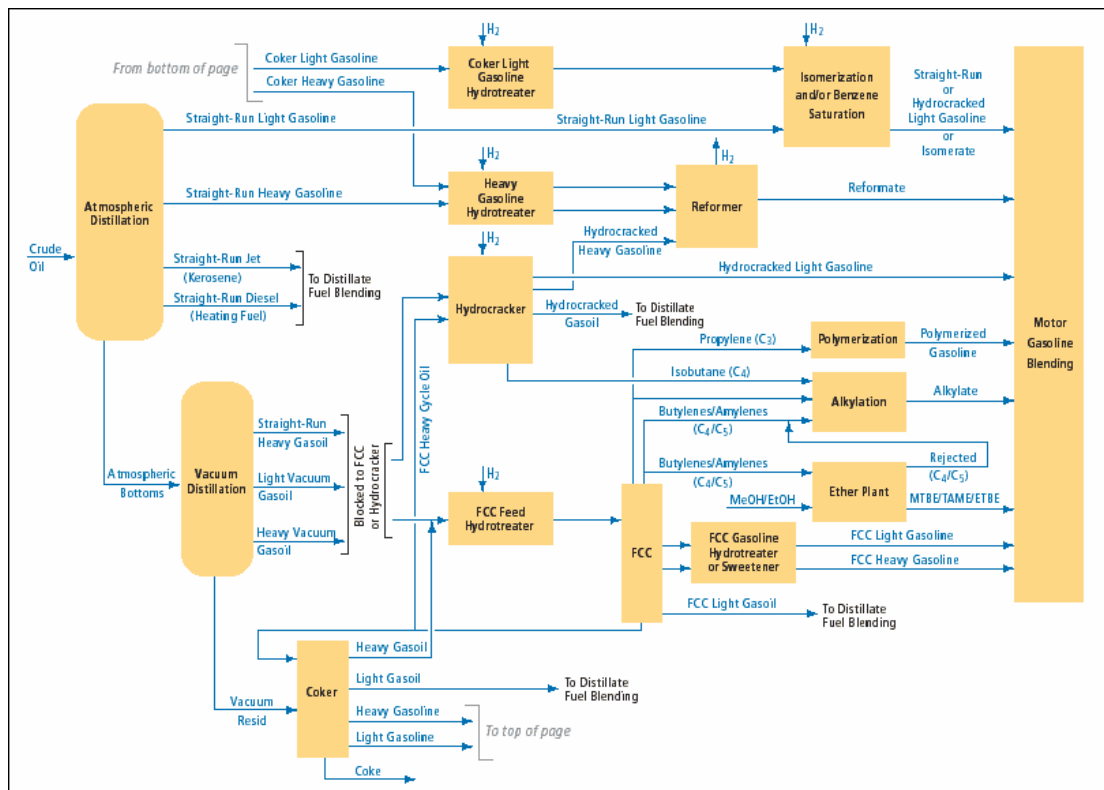 H2
H2
Coker Light Gasoline
From bottom of page
Coker Heavy Gasoline
Coker Light
Gasoline
Hydrotreater
Isomerization
and/or Benzene
Saturation
Straight-Run
or
Hydrocracked
Light Gasoline
or
Isomerate
Straight-Run Light Gasoline
Straight-Run Light Gasoline
H2
H2
Straight-Run Heavy Gasoline
Heavy
Gasoline
Hydrotreater
Reformer
Reformate
Atmospheric
Distillation
Crude
Oil
H2
Hydrocracked
Heavy Gasoline
Straight-Run Jet
(Kerosene)
Straight-Run Diesel
(Heating Fuel)
To Distillate
Fuel Blending
Hydrocracker
Hydrocracked Light Gasoline
Hydrocracked
Gasoil
To Distillate
Fuel Blending
Motor
Gasoline
Blending
Propylene (C3)
Polymerization
Polymerized
Gasoline
Isobutane (C4)
Alkylation
Alkylate
FCC Heavy Cycle Oil
Butylenes/Amylenes
(C4/C5)
Butylenes/Amylenes
(C4/C5)
Rejected
(C4/C5)
MeOH/EtOH
Ether Plant
MTBE/TAME/ETBE
Atmospheric
Bottoms
Vacuum
Distillation
Straight-Run
Heavy Gasoil
Light Vacuum
Gasoil
Heavy Vacuum
Gasoil
Blocked to FCC
or Hydrocracker
H2
FCC Feed
Hydrotreater
FCC
FCC Gasoline
Hydrotreater
or Sweetener
FCC Light Gasoline
FCC Heavy Gasoline
FCC Light Gasoil
To Distillate
Fuel Blending
Vacuum
Resid
Coker
Heavy Gasoil
Light Gasoil
To Distillate
Fuel Blending
Heavy Gasoline
Light Gasoline
To top of page
Coke